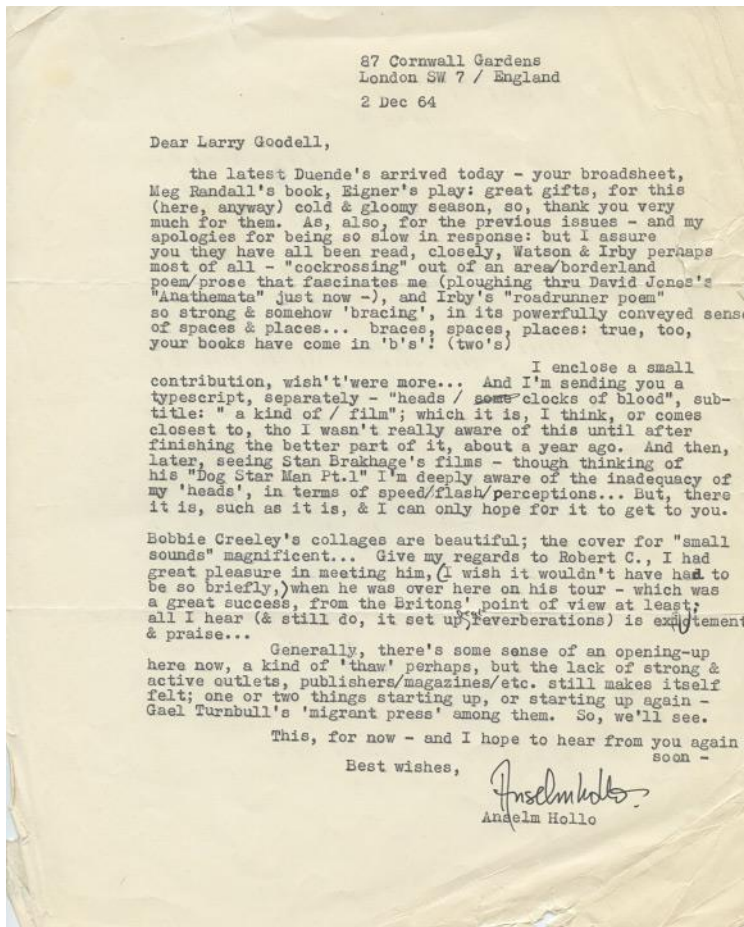 87 Cornwall Gardens
London SW 7 / England
2 Dec 64
Dear Larry Goodell,
the latest Duende's arrived today - your broadsheet,
Meg Randall's book, Eigner's play: great gifts, for this
(here, anyway) cold & gloomy season, so, thank you very
much for them. As, also, for the previous issues - and my
apologies for being so slow in response: but I assure
you they have all been read, closely, Watson & Irby perhaps
most of all - "cockrossing" out of an area/borderland
poem/prose that fascinates me (ploughing thru David Jones's
"Anathemata" just now -), and Irby's "roadrunner poem"
so strong & somehow 'bracing', in its powerfully conveyed sense
of spaces & places... braces, spaces, places: true, too,
your books have come in 'b's'! (two's)
I enclose a small
contribution, wish't'were more... And I'm sending you a
typescript, separately - "heads / some clocks of blood", sub-
title: " a kind of / film"; which it is, I think, or comes
closest to, tho I wasn't really aware of this until after
finishing the better part of it, about a year ago. And then,
later, seeing Stan Brakhage's films - though thinking of
his "Dog Star Man Pt.1" I'm deeply aware of the inadequacy of
my 'heads', in terms of speed/flash/perceptions... But, there
it is, such as it is, & I can only hope for it to get to you.
Bobbie Creeley's collages are beautiful; the cover for "small
sounds" magnificent... Give my regards to Robert C., I had
great pleasure in meeting him, (I wish it wouldn't have had to
be so briefly,) when he was over here on his tour - which was
a great success, from the Britons' point of view at least;
all I hear (& still do, it set up reverberations) is excitement
& praise...
Generally, there's some sense of an opening-up
here now, a kind of 'thaw' perhaps, but the lack of strong &
active outlets, publishers/magazines/etc. still makes itself
felt; one or two things starting up, or starting up again -
Gael Turnbull's 'migrant press' among them. So, we'll see.
This, for now - and I hope to hear from you again
soon -
Best wishes,
Anselm Hollo.
Anselm Hollo